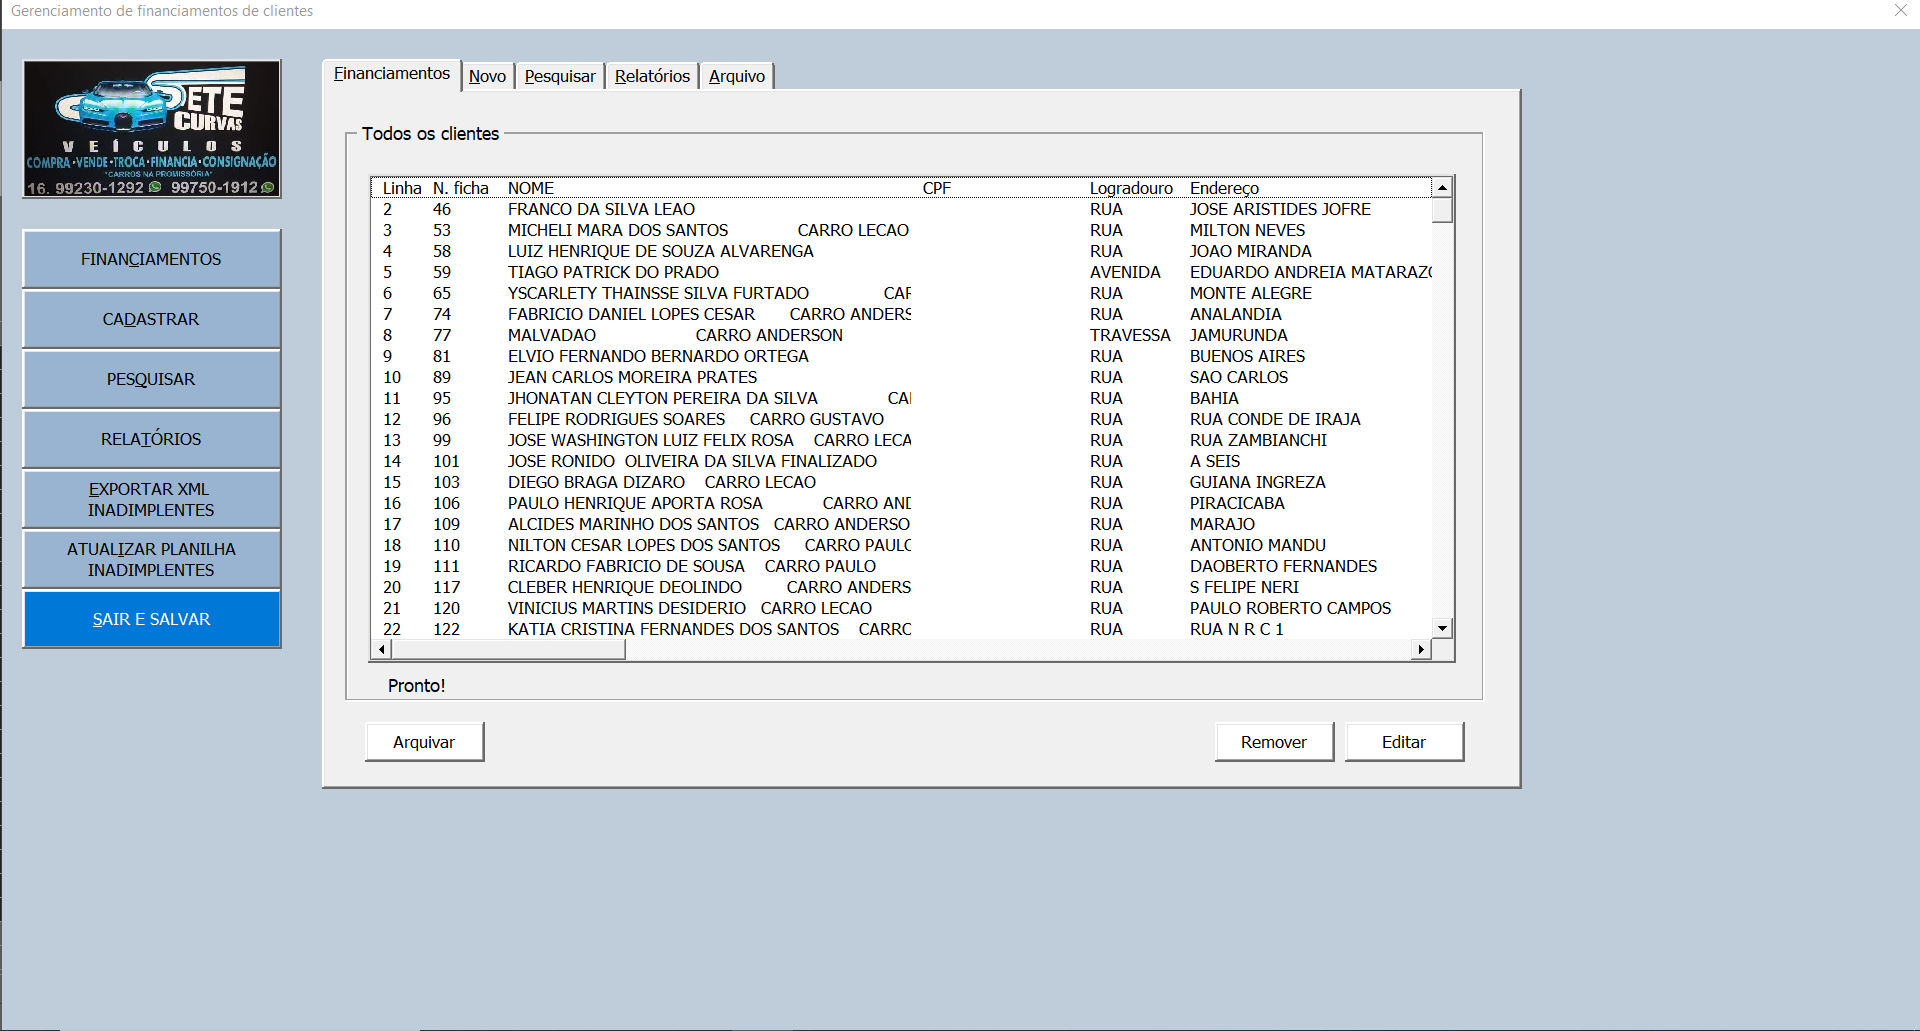 Gerenciamento de financiamentos de clientes
SETE
CURVAS
VEÍCULOS
COMPRA·VENDE·TROCA·FINANCIA·CONSIGNAÇÃO
"CARROS NA PROMISSÓRIA"
16. 99230-1292 99750-1912
FINANCIAMENTOS
CADASTRAR
PESQUISAR
RELATÓRIOS
EXPORTAR XML
INADIMPLENTES
ATUALIZAR PLANILHA
INADIMPLENTES
SAIR E SALVAR
Financiamentos Novo Pesquisar Relatórios Arquivo
Todos os clientes
Linha N. ficha NOME CPF Logradouro Endereço
2 46 FRANCO DA SILVA LEAO RUA JOSE ARISTIDES JOFRE
3 53 MICHELI MARA DOS SANTOS CARRO LECAO RUA MILTON NEVES
4 58 LUIZ HENRIQUE DE SOUZA ALVARENGA RUA JOAO MIRANDA
5 59 TIAGO PATRICK DO PRADO AVENIDA EDUARDO ANDREIA MATARAZO
6 65 YSCARLETY THAINSSE SILVA FURTADO CAR RUA MONTE ALEGRE
7 74 FABRICIO DANIEL LOPES CESAR CARRO ANDERS RUA ANALANDIA
8 77 MALVADAO CARRO ANDERSON TRAVESSA JAMURUNDA
9 81 ELVIO FERNANDO BERNARDO ORTEGA RUA BUENOS AIRES
10 89 JEAN CARLOS MOREIRA PRATES RUA SAO CARLOS
11 95 JHONATAN CLEYTON PEREIRA DA SILVA CA RUA BAHIA
12 96 FELIPE RODRIGUES SOARES CARRO GUSTAVO RUA RUA CONDE DE IRAJA
13 99 JOSE WASHINGTON LUIZ FELIX ROSA CARRO LECA RUA RUA ZAMBIANCHI
14 101 JOSE RONIDO OLIVEIRA DA SILVA FINALIZADO RUA A SEIS
15 103 DIEGO BRAGA DIZARO CARRO LECAO RUA GUIANA INGREZA
16 106 PAULO HENRIQUE APORTA ROSA CARRO AND RUA PIRACICABA
17 109 ALCIDES MARINHO DOS SANTOS CARRO ANDERSO RUA MARAJO
18 110 NILTON CESAR LOPES DOS SANTOS CARRO PAULO RUA ANTONIO MANDU
19 111 RICARDO FABRICIO DE SOUSA CARRO PAULO RUA DAOBERTO FERNANDES
20 117 CLEBER HENRIQUE DEOLINDO CARRO ANDERS RUA S FELIPE NERI
21 120 VINICIUS MARTINS DESIDERIO CARRO LECAO RUA PAULO ROBERTO CAMPOS
22 122 KATIA CRISTINA FERNANDES DOS SANTOS CARRO RUA RUA N R C 1
Pronto!
Arquivar Remover Editar